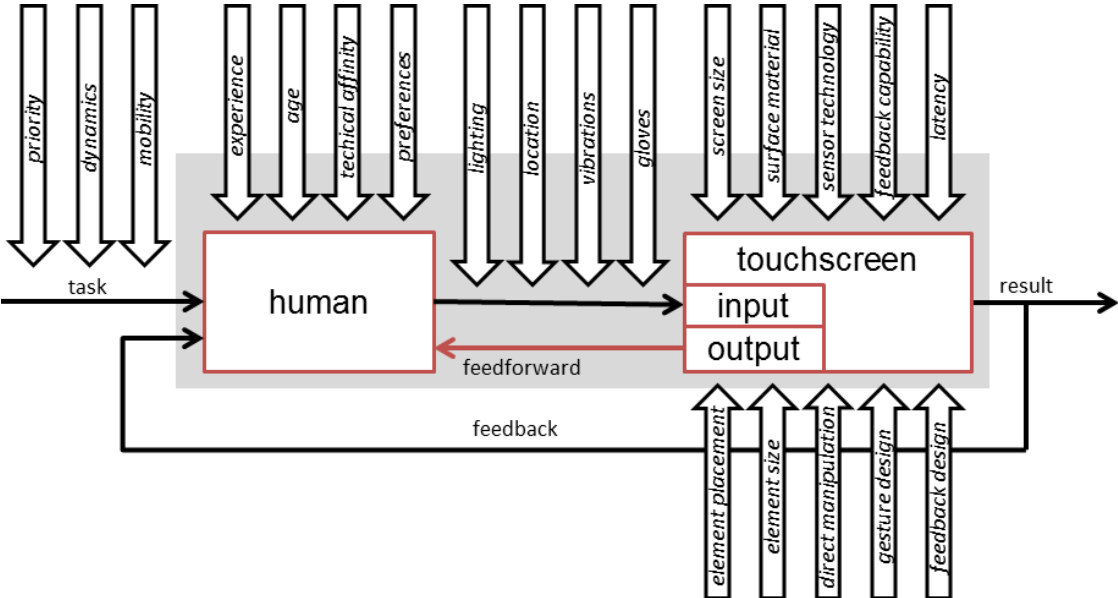 priority
dynamics
mobility
experience
age
techical affinity
preferences
lighting
location
vibrations
gloves
screen size
surface material
sensor technology
feedback capability
latency
task
human
touchscreen
input
output
result
feedforward
feedback
element placement
element size
direct manipulation
gesture design
feedback design